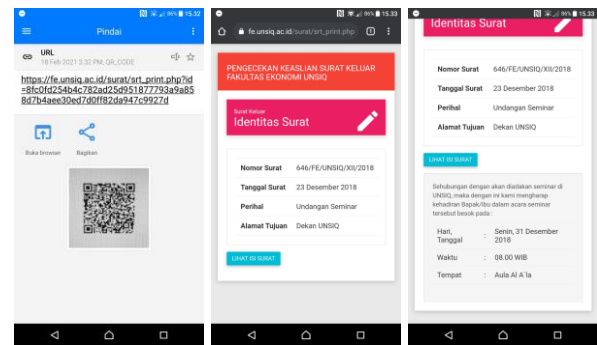 15.32
Pindai
URL
18 Feb 2021 3:32 PM, QR_CODE
https://fe.unsiq.ac.id/surat/srt_print.php?id
=8fc0fd254b4c782ad25d951877793a9a85
8d7b4aee30ed7d0ff82da947c9927d
Buka browser
Bagikan
15.33
fe.unsiq.ac.id/surat/srt_print.php
PENGECEKAN KEASLIAN SURAT KELUAR
FAKULTAS EKONOMI UNSIQ
Surat Keluar
Identitas Surat
Nomor Surat 646/FE/UNSIQ/XII/2018
Tanggal Surat 23 Desember 2018
Perihal Undangan Seminar
Alamat Tujuan Dekan UNSIQ
LIHAT ISI SURAT
15.33
Identitas Surat
Nomor Surat 646/FE/UNSIQ/XII/2018
Tanggal Surat 23 Desember 2018
Perihal Undangan Seminar
Alamat Tujuan Dekan UNSIQ
LIHAT ISI SURAT
Sehubungan dengan akan diadakan seminar di
UNSIQ, maka dengan ini kami mengharap
kehadiran Bapak/Ibu dalam acara seminar
tersebut besok pada :
Hari, : Senin, 31 Desember
Tanggal 2018
Waktu : 08.00 WIB
Tempat : Aula Al A'la